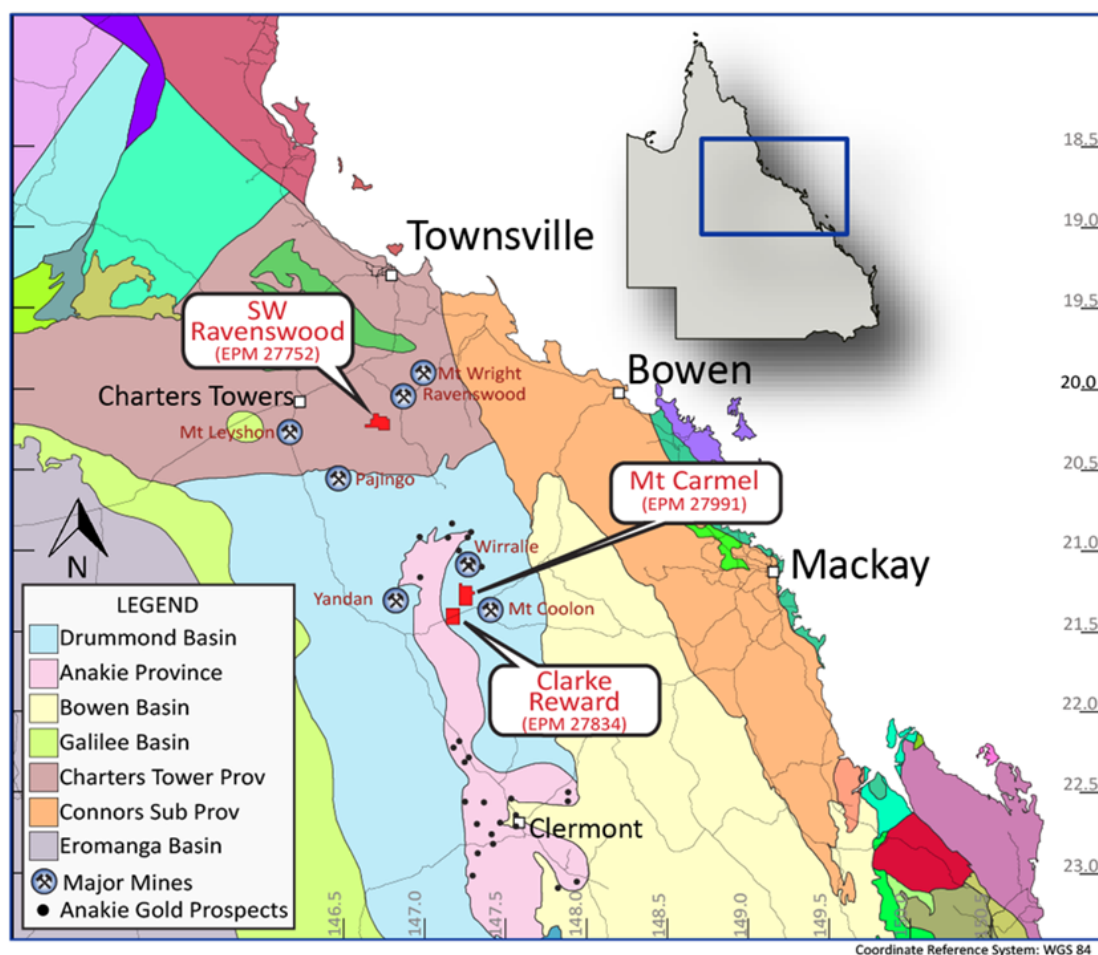 18.5
19.0
Townsville
19.5
SW
Ravenswood
(EPM 27752)
Mt Wright
Bowen
20.0
Charters Towers
Ravenswood
Mt Leyshon
Pajingo
20.5
Mt Carmel
(EPM 27991)
N
Wirralie
21.0
Mackay
Yandan
Mt Coolon
21.5
Clarke
Reward
(EPM 27834)
22.0
LEGEND
Drummond Basin
Anakie Province
Bowen Basin
Galilee Basin
Charters Tower Prov
Connors Sub Prov
Eromanga Basin
Major Mines
Anakie Gold Prospects
22.5
Clermont
23.0
146.5
147.0
147.5
148.0
148.5
149.0
149.5
150.5
Coordinate Reference System: WGS 84